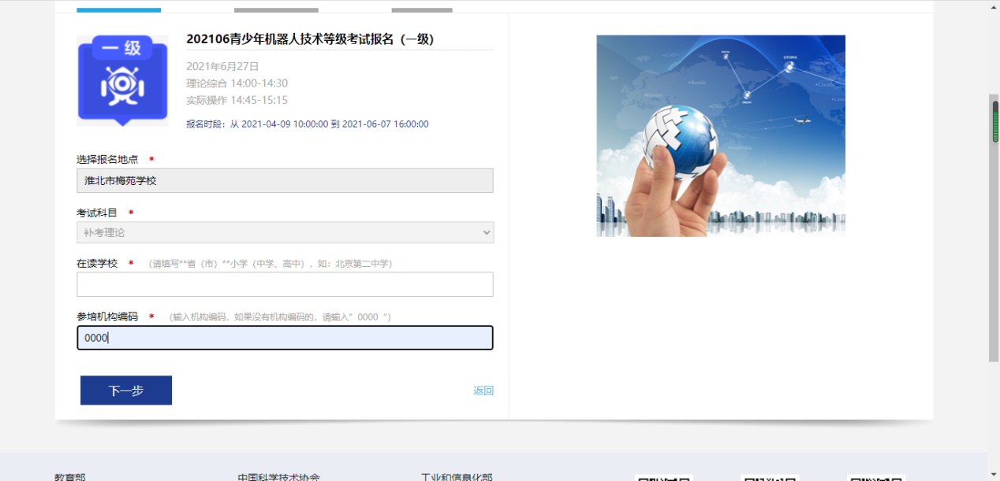 一 级
202106青少年机器人技术等级考试报名（一级）
2021年6月27日
理论综合 14:00-14:30
实际操作 14:45-15:15
报名时段：从 2021-04-09 10:00:00 到 2021-06-07 16:00:00
选择报名地点 *
淮北市梅苑学校
考试科目 *
补考理论
在读学校 * （请填写**省（市）**小学（中学、高中），如：北京第二中学）
参培机构编码 * （输入机构编码，如果没有机构编码的，请输入“ 0000 ”）
0000
下一步
返回
UTOPIA
教育部
中国科学技术协会
工业和信息化部